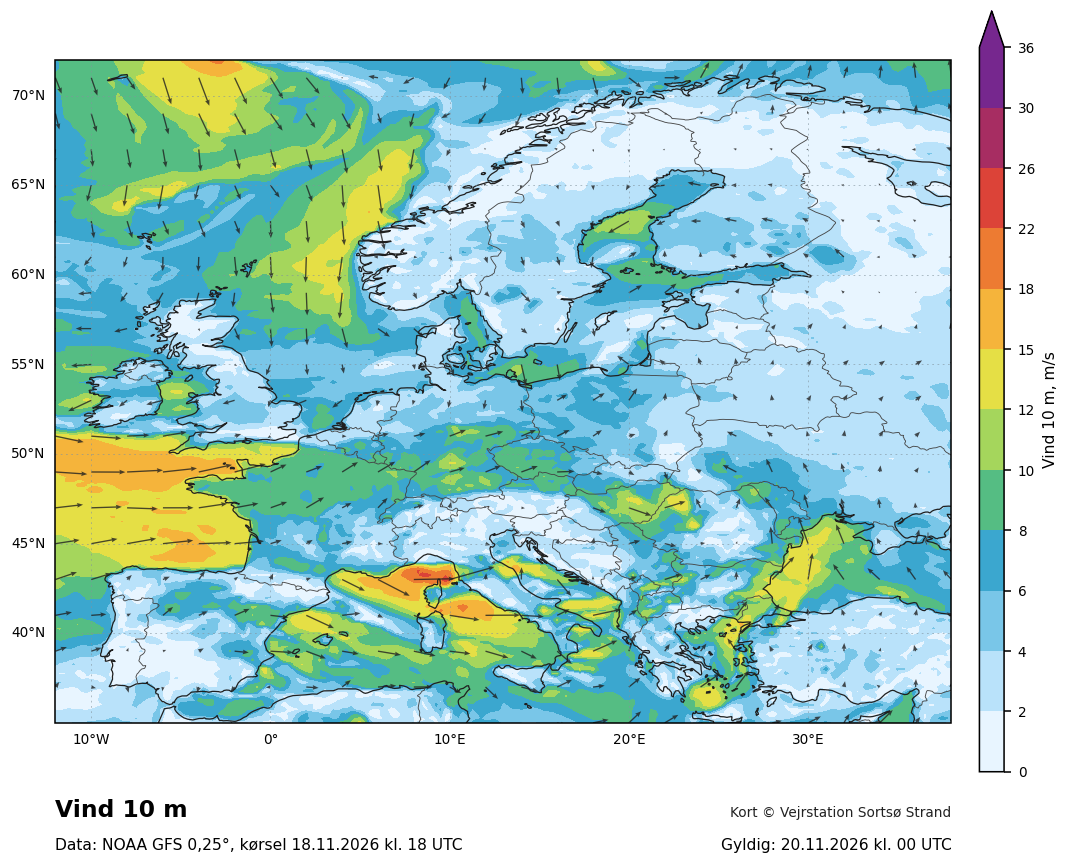 70°N
65°N
60°N
55°N
50°N
45°N
40°N
10°W
0°
10°E
20°E
30°E
36
30
26
22
18
15
12
10
8
6
4
2
0
Vind 10 m, m/s
Vind 10 m
Kort © Vejrstation Sortsø Strand
Data: NOAA GFS 0,25°, kørsel 18.11.2026 kl. 18 UTC
Gyldig: 20.11.2026 kl. 00 UTC